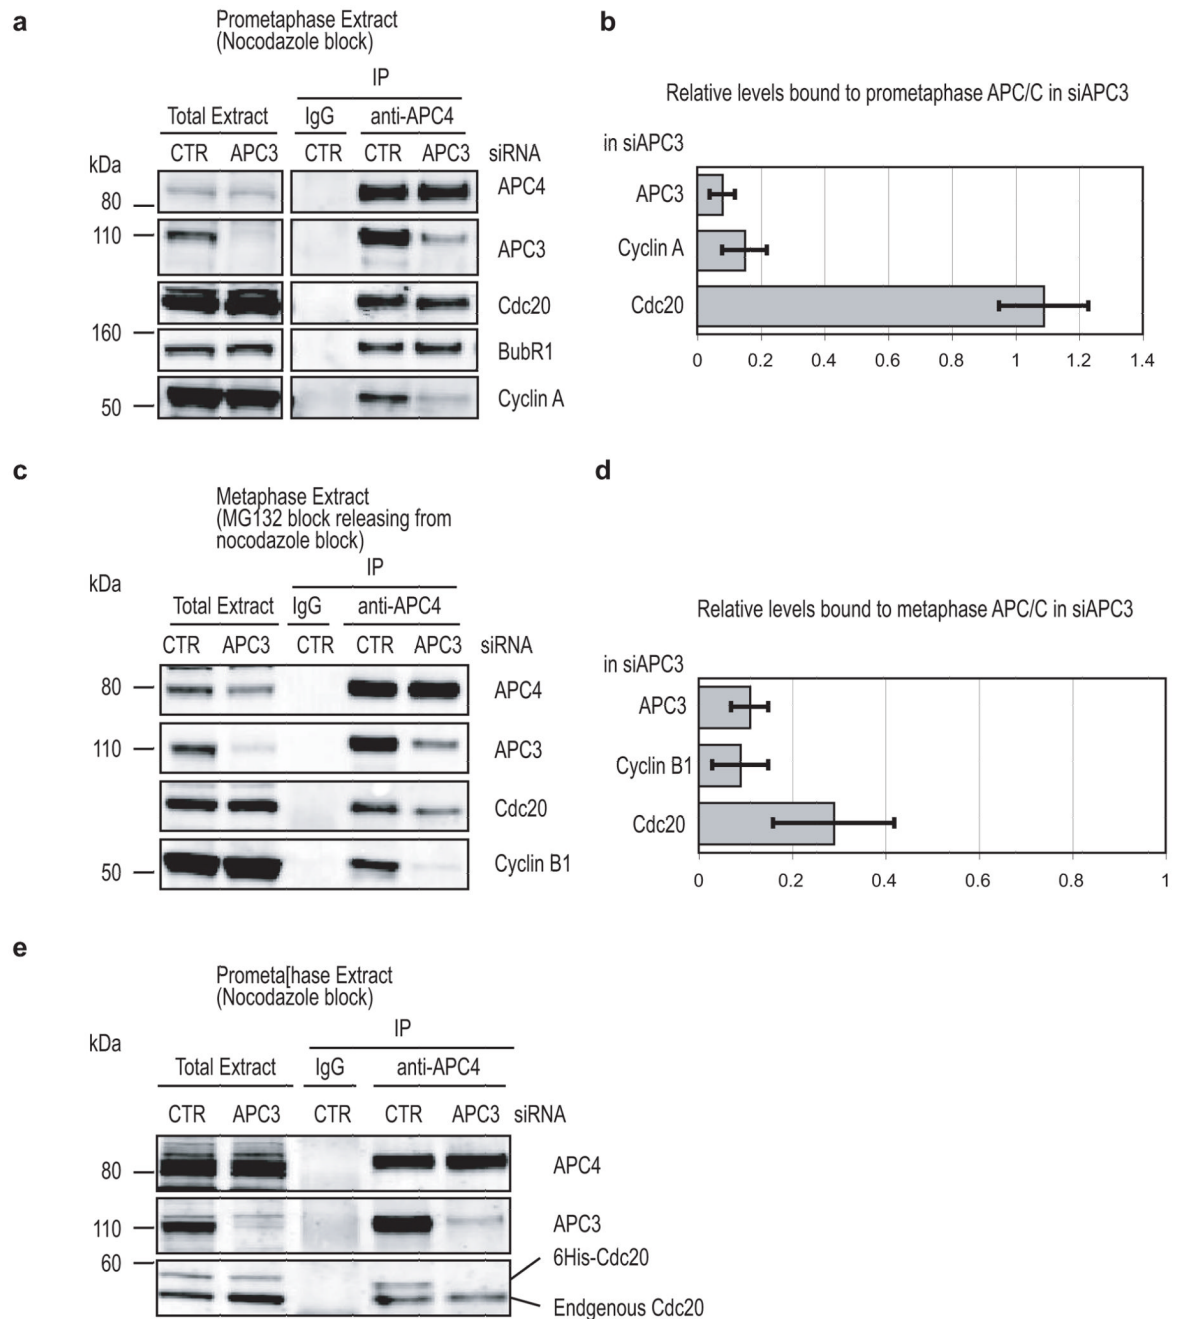 a
Prometaphase Extract
(Nocodazole block)
IP
Total Extract IgG anti-APC4
kDa CTR APC3 CTR CTR APC3 siRNA
80 APC4
110 APC3
Cdc20
160 BubR1
50 Cyclin A
b
Relative levels bound to prometaphase APC/C in siAPC3
in siAPC3
APC3
Cyclin A
Cdc20
0 0.2 0.4 0.6 0.8 1 1.2 1.4
c
Metaphase Extract
(MG132 block releasing from
nocodazole block)
IP
kDa
Total Extract IgG anti-APC4
CTR APC3 CTR CTR APC3 siRNA
80 APC4
110 APC3
Cdc20
50 Cyclin B1
d
Relative levels bound to metaphase APC/C in siAPC3
in siAPC3
APC3
Cyclin B1
Cdc20
0 0.2 0.4 0.6 0.8 1
e
Prometa[hase Extract
(Nocodazole block)
IP
kDa
Total Extract IgG anti-APC4
CTR APC3 CTR CTR APC3 siRNA
80 APC4
110 APC3
60 6His-Cdc20
Endgenous Cdc20